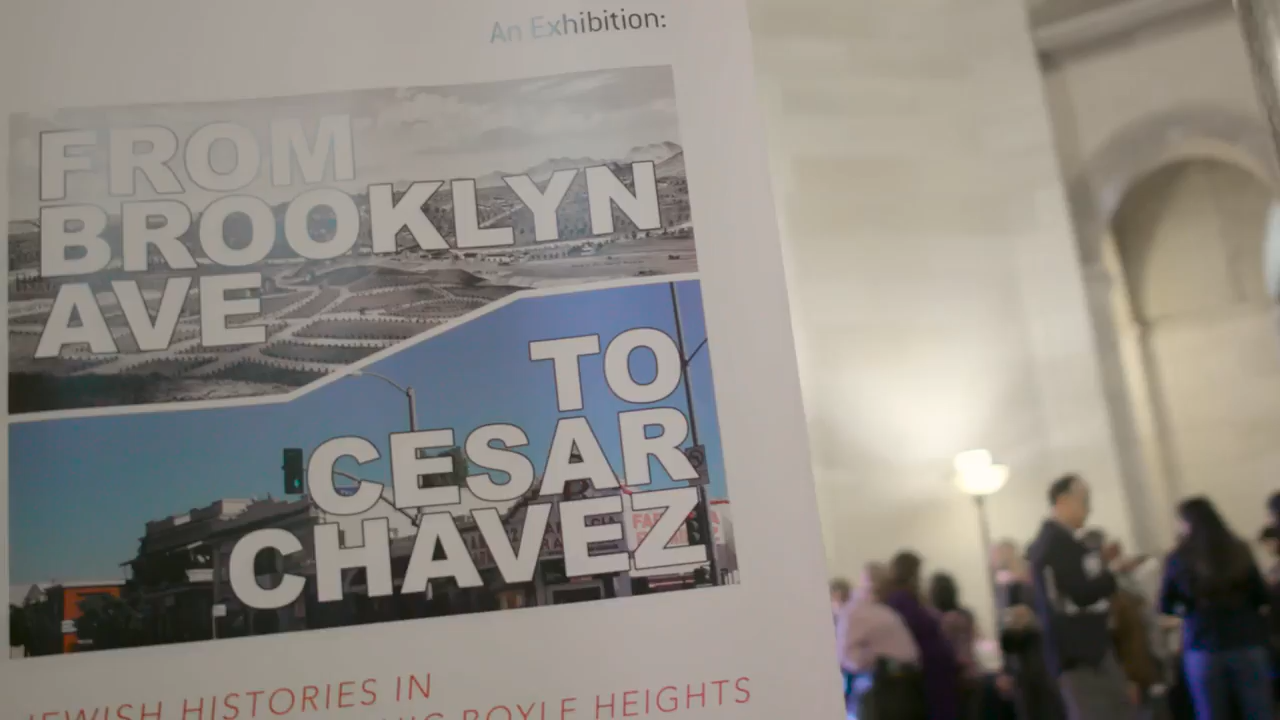 An Exhibition:
FROM
BROOKLYN
AVE
TO
CESAR
CHAVEZ
JEWISH HISTORIES IN
BOYLE HEIGHTS